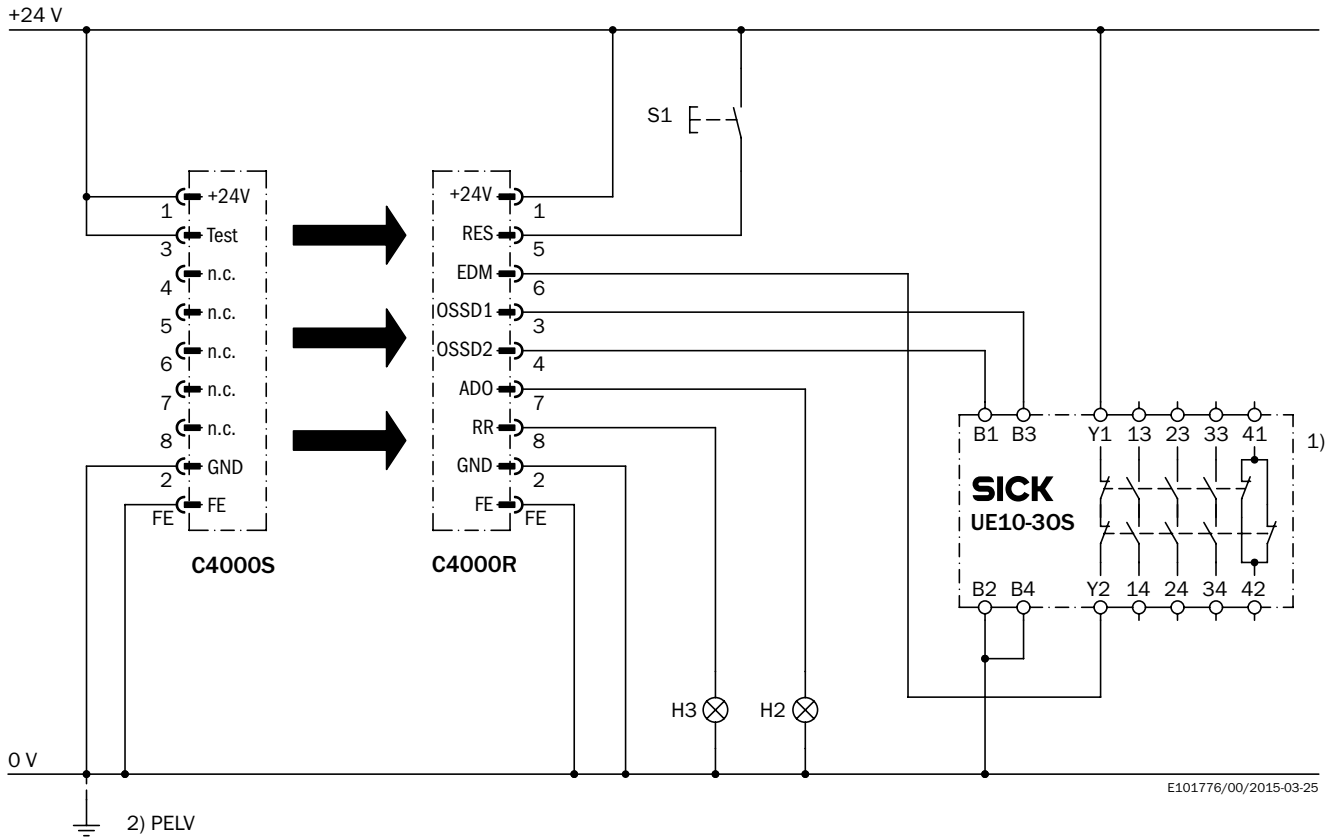 +24 V
S1
+24V
1
Test
3
n.c.
4
n.c.
5
n.c.
6
n.c.
7
n.c.
8
GND
2
FE
FE
C4000S
+24V
1
RES
5
EDM
6
OSSD1
3
OSSD2
4
ADO
7
RR
8
GND
2
FE
FE
C4000R
B1 B3 Y1 13 23 33 41
1)
SICK
UE10-3OS
B2 B4 Y2 14 24 34 42
H3
H2
0 V
E101776/00/2015-03-25
2) PELV